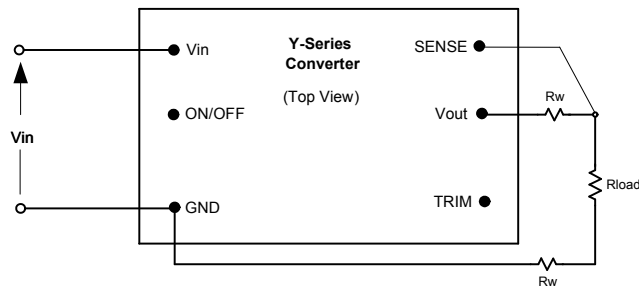 Y-Series
Converter
(Top View)
Vin
SENSE
ON/OFF
Vout
Rw
Vin
Rload
GND
TRIM
Rw